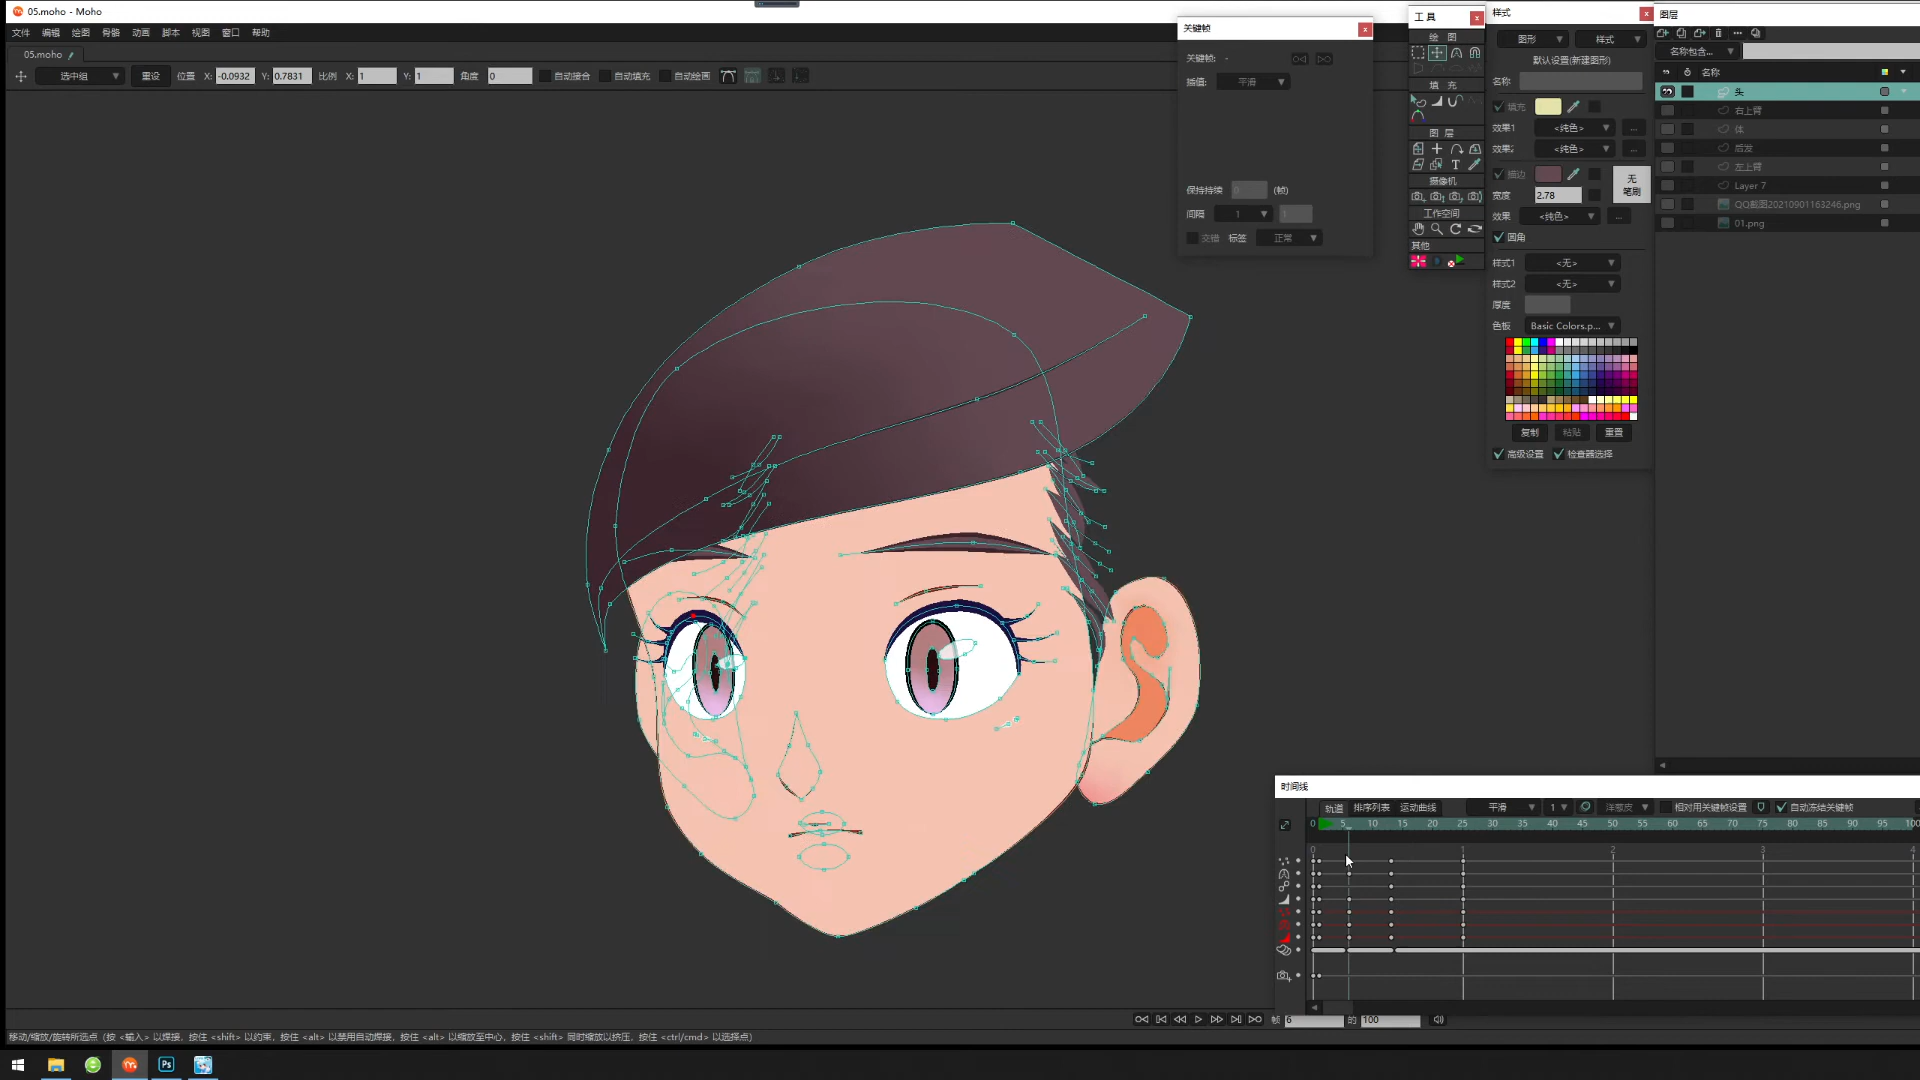 05.moho - Moho
文件 编辑 绘图 骨骼 动画 脚本 视图 窗口 帮助
05.moho
选中组 重设 位置 X: -0.0932 Y: 0.7831 比例 X: 1 Y: 1 角度 0 自动接合 自动填充 自动绘画
关键帧
关键帧: -
插值: 平滑
保持持续 0 (帧)
间隔 1 1
交错 标签 正常
工具
绘 图
填 充
图 层
摄像机
工作空间
其他
样式
图形 样式
默认设置(新建图形)
名称
填充
效果1 <纯色> ...
效果2 <纯色> ...
描边
宽度 2.78
无
笔刷
效果 <纯色> ...
圆角
样式1 <无>
样式2 <无>
厚度
色板 Basic Colors.p...
复制 粘贴 重置
高级设置 检查器选择
图层
名称包含...
名称
头
右上臂
体
后发
左上臂
Layer 7
QQ截图20210901163246.png
01.png
时间线
轨道 排序列表 运动曲线 平滑 1 洋葱皮 相对用关键帧设置 自动冻结关键帧
0 5 10 15 20 25 30 35 40 45 50 55 60 65 70 75 80 85 90 95 100
0 1 2 3 4
帧 6 的 100
移动/缩放/旋转所选点 (按 <输入> 以焊接，按住 <shift> 以约束，按住 <alt> 以禁用自动焊接，按住 <alt> 以缩放至中心，按住 <shift> 同时缩放以挤压，按住 <ctrl/cmd> 以选择点)
Ps